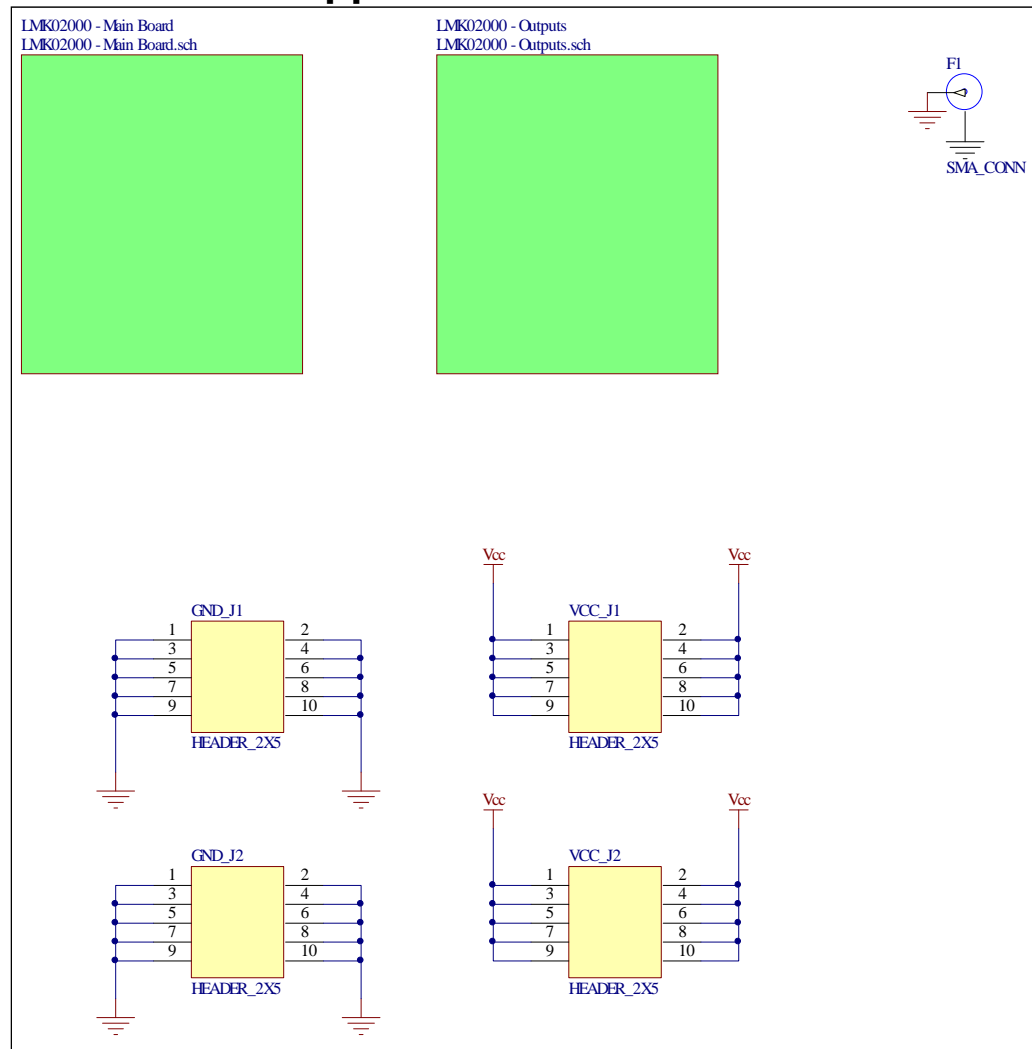 LMK02000 - Main Board
LMK02000 - Main Board.sch
LMK02000 - Outputs
LMK02000 - Outputs.sch
F1
SMA_CONN
GND_J1
1 2
3 4
5 6
7 8
9 10
HEADER_2X5
Vcc Vcc
VCC_J1
1 2
3 4
5 6
7 8
9 10
HEADER_2X5
GND_J2
1 2
3 4
5 6
7 8
9 10
HEADER_2X5
Vcc Vcc
VCC_J2
1 2
3 4
5 6
7 8
9 10
HEADER_2X5